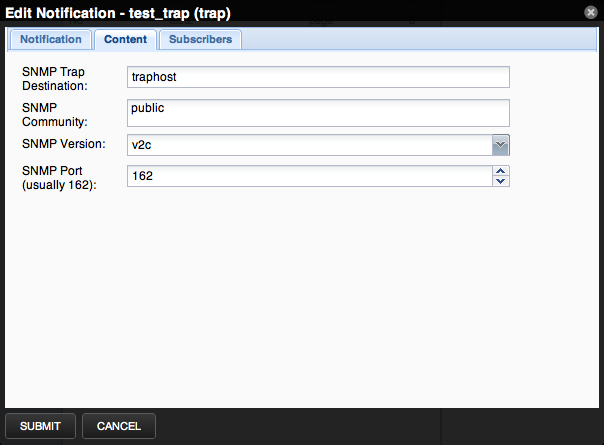 Edit Notification - test_trap (trap)
Notification Content Subscribers
SNMP Trap
Destination:
traphost
SNMP
Community:
public
SNMP Version:
v2c
SNMP Port
(usually 162):
162
SUBMIT CANCEL